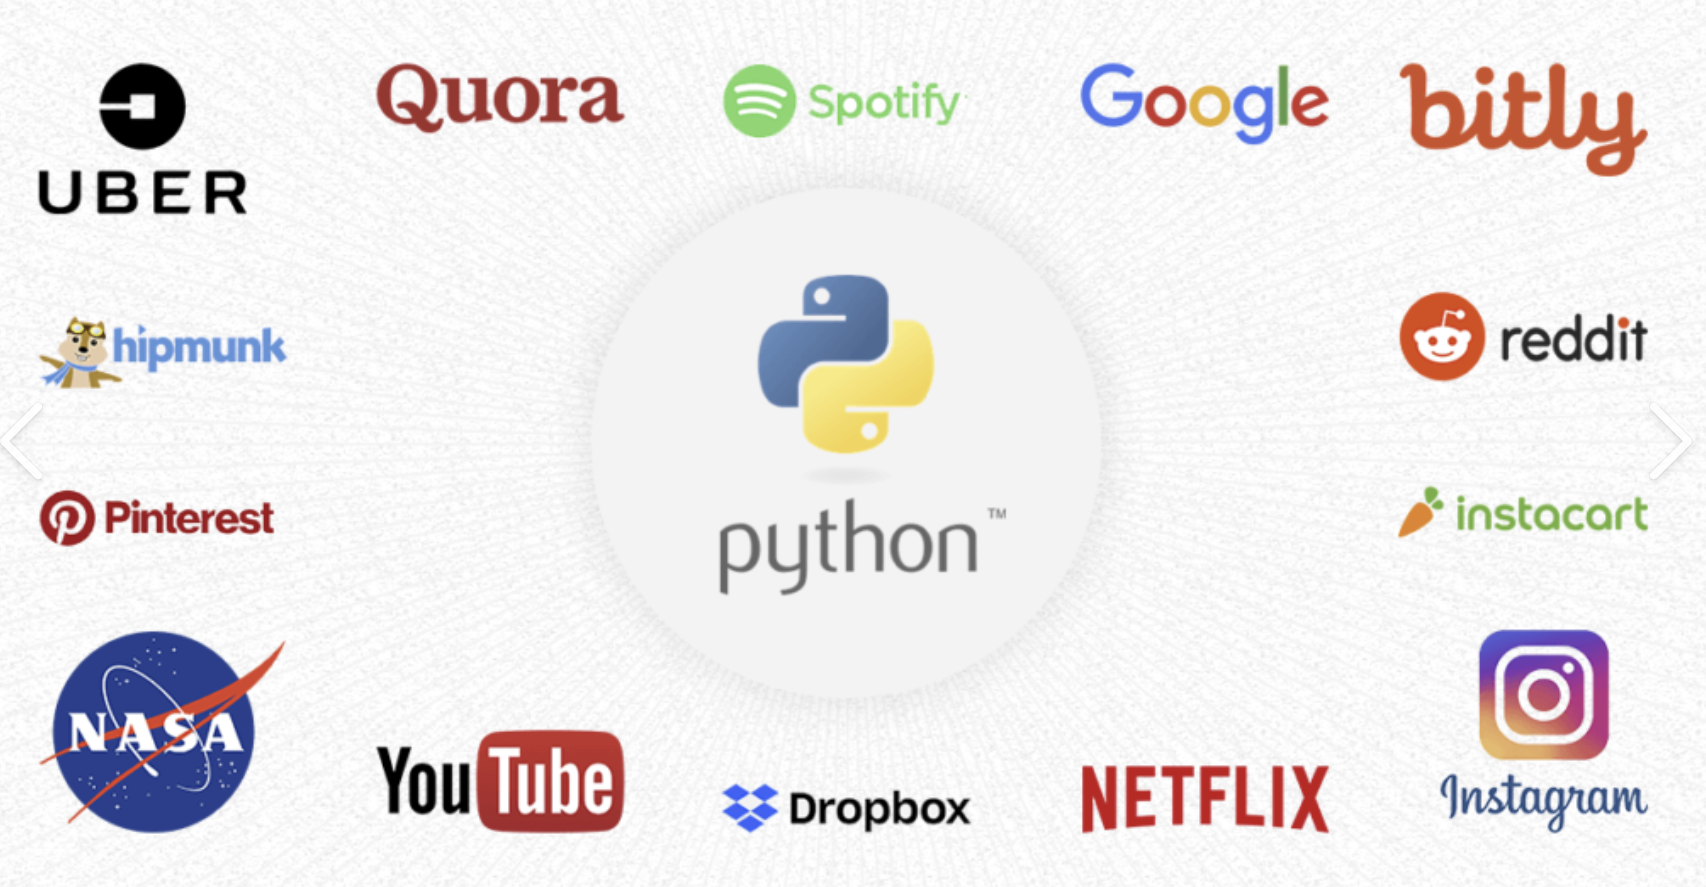 UBER
Quora
Spotify
Google
bitly
hipmunk
reddit
Pinterest
instacart
python™
NASA
YouTube
Dropbox
NETFLIX
Instagram